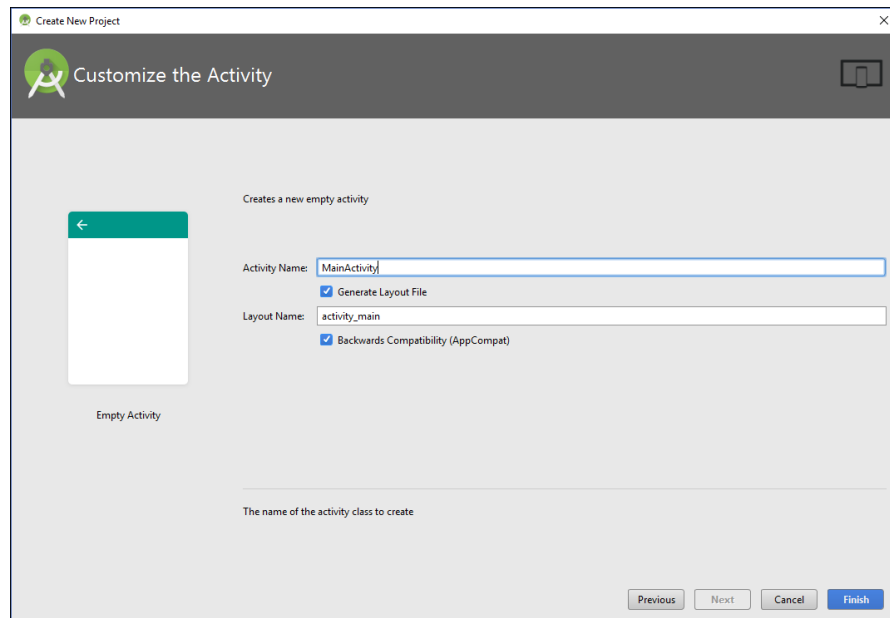 Create New Project
Customize the Activity
Creates a new empty activity
Activity Name: MainActivity
Generate Layout File
Layout Name: activity_main
Backwards Compatibility (AppCompat)
Empty Activity
The name of the activity class to create
Previous Next Cancel Finish